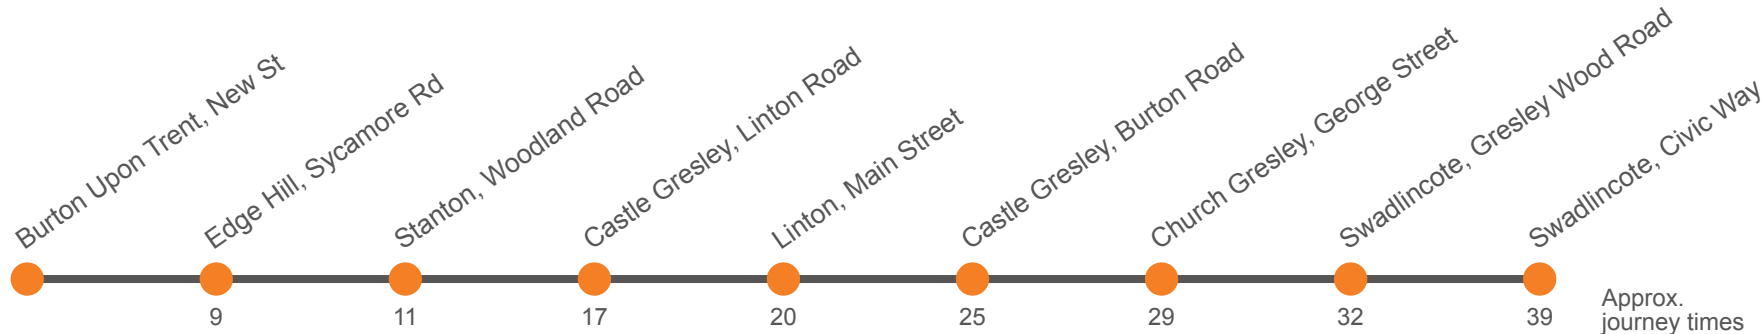 Burton Upon Trent, New St
Edge Hill, Sycamore Rd
Stanton, Woodland Road
Castle Gresley, Linton Road
Linton, Main Street
Castle Gresley, Burton Road
Church Gresley, George Street
Swadlincote, Gresley Wood Road
Swadlincote, Civic Way
9 11 17 20 25 29 32 39
Approx.
journey times